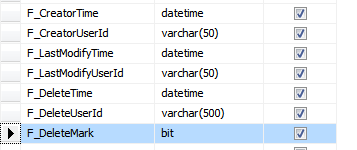 F_CreatorTime datetime
F_CreatorUserId varchar(50)
F_LastModifyTime datetime
F_LastModifyUserId varchar(50)
F_DeleteTime datetime
F_DeleteUserId varchar(500)
F_DeleteMark bit